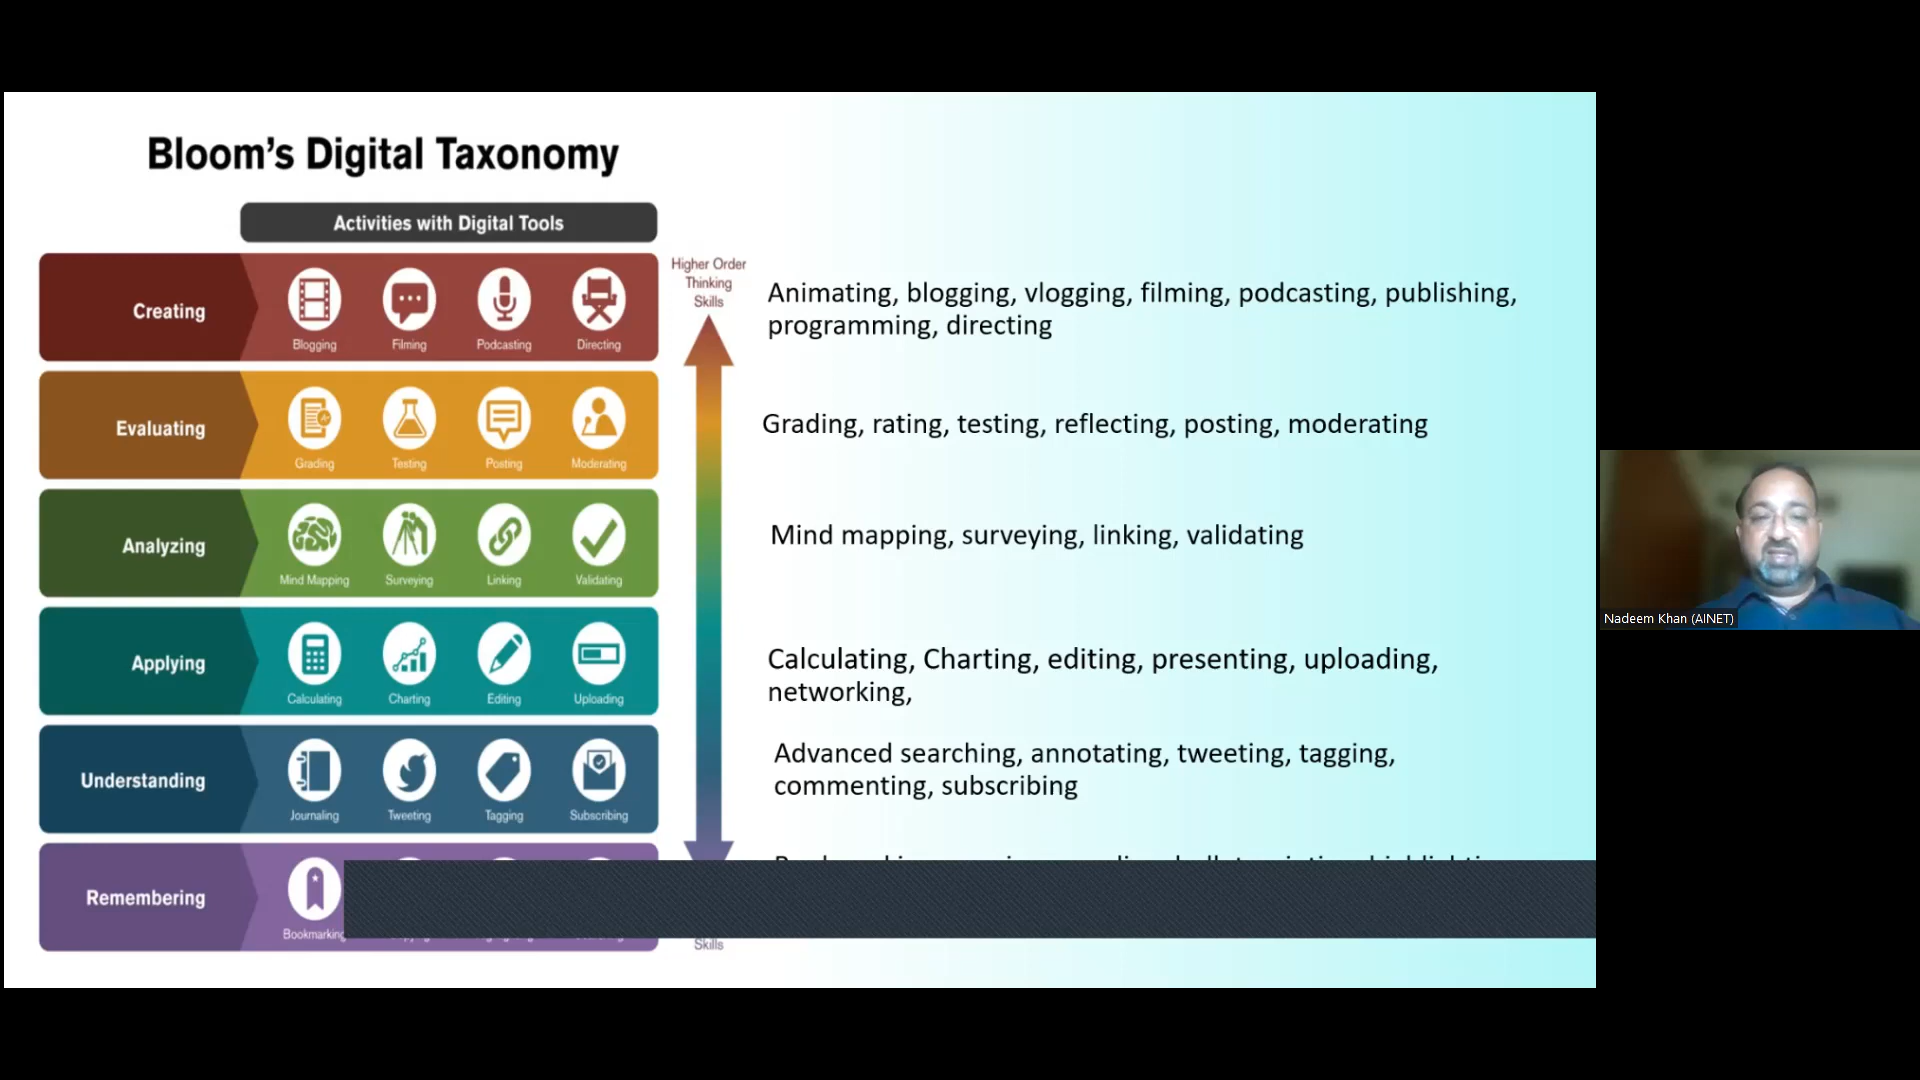 Bloom's Digital Taxonomy
Activities with Digital Tools
Creating
Blogging
Filming
Podcasting
Directing
Higher Order
Thinking
Skills
Animating, blogging, vlogging, filming, podcasting, publishing,
programming, directing
Evaluating
Grading
Testing
Posting
Moderating
Grading, rating, testing, reflecting, posting, moderating
Analyzing
Mind Mapping
Surveying
Linking
Validating
Mind mapping, surveying, linking, validating
Applying
Calculating
Charting
Editing
Uploading
Calculating, Charting, editing, presenting, uploading,
networking,
Understanding
Journaling
Tweeting
Tagging
Subscribing
Advanced searching, annotating, tweeting, tagging,
commenting, subscribing
Remembering
Bookmarking
Skills
Nadeem Khan (AINET)